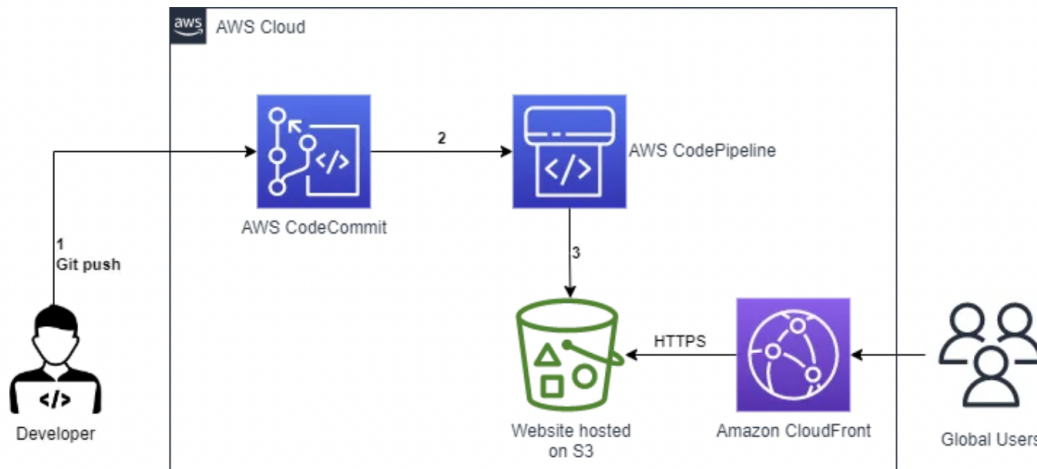 aws
AWS Cloud
2
AWS CodePipeline
</>
</>
AWS CodeCommit
1
Git push
3
HTTPS
</>
Developer
Website hosted
on S3
Amazon CloudFront
Global Users